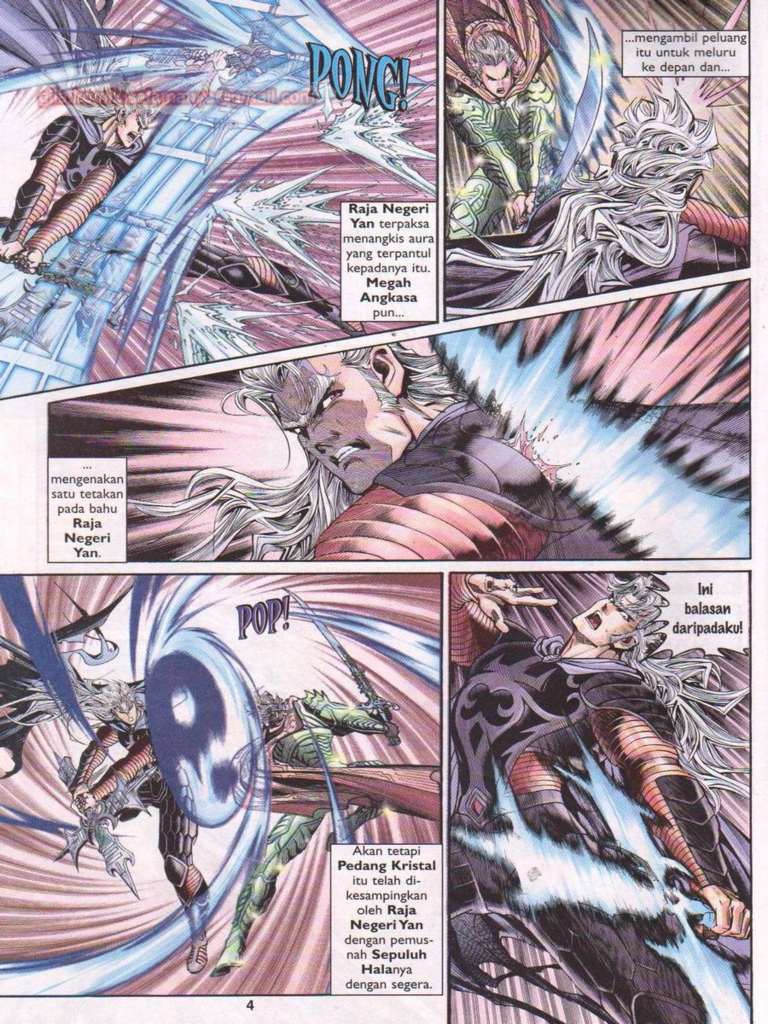 PONG!
Raja Negeri
Yan terpaksa
menangkis aura
yang terpantul
kepadanya itu.
Megah
Angkasa
pun...
...mengambil peluang
itu untuk meluru
ke depan dan...
...
mengenakan
satu tetakan
pada bahu
Raja
Negeri
Yan.
POP!
Akan tetapi
Pedang Kristal
itu telah di-
kesampingkan
oleh Raja
Negeri Yan
dengan pemus-
nah Sepuluh
Halanya
dengan segera.
Ini
balasan
daripadaku!
4